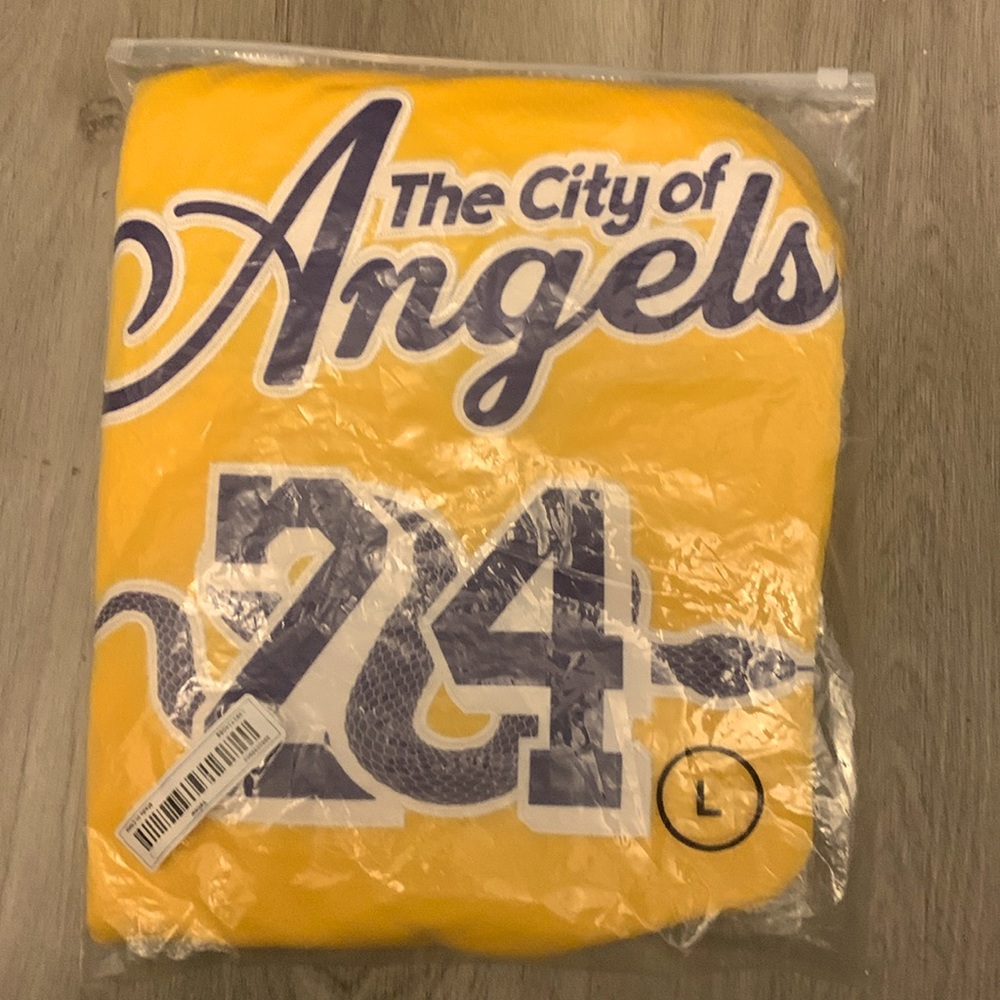 The City of
Angels
24
L